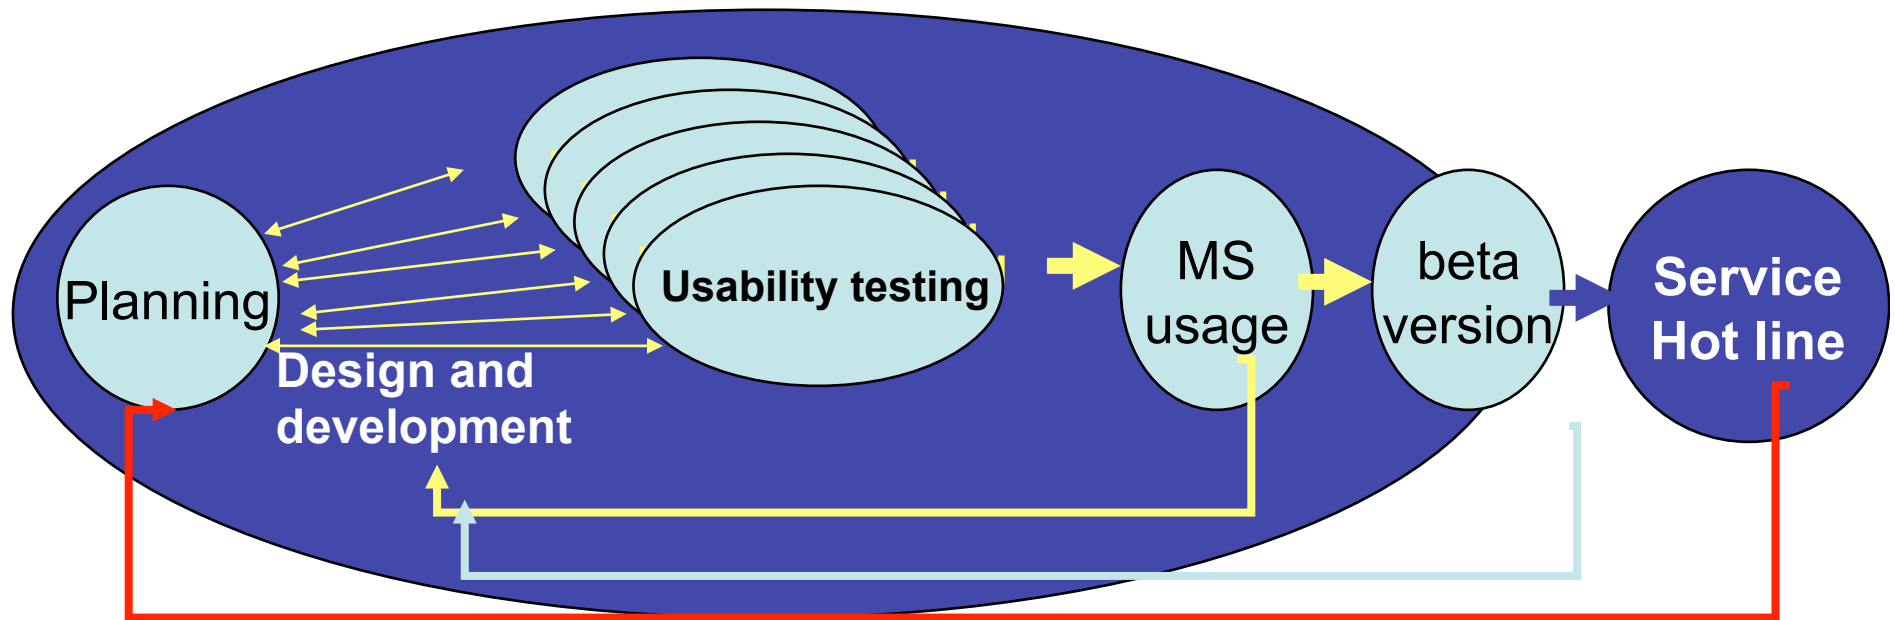 Planning
Design and
development
Usability testing
MS
usage
beta
version
Service
Hot line